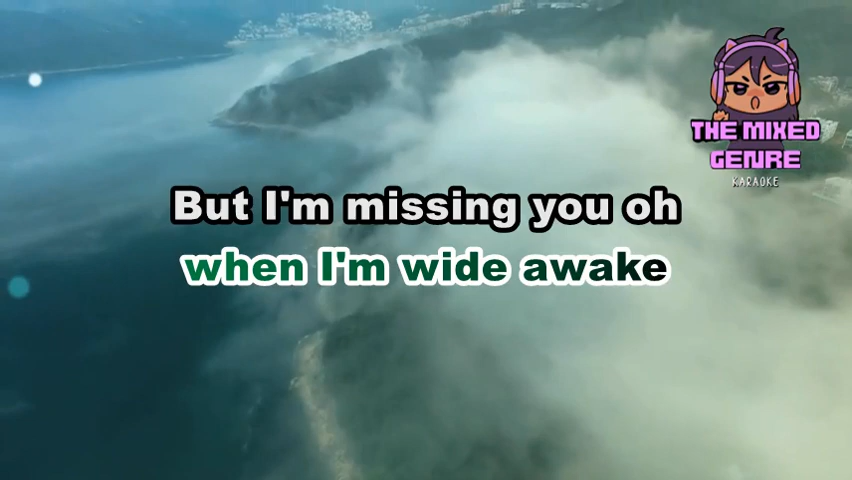 THE MIXED
GENRE
KARAOKE
But I'm missing you oh
when I'm wide awake